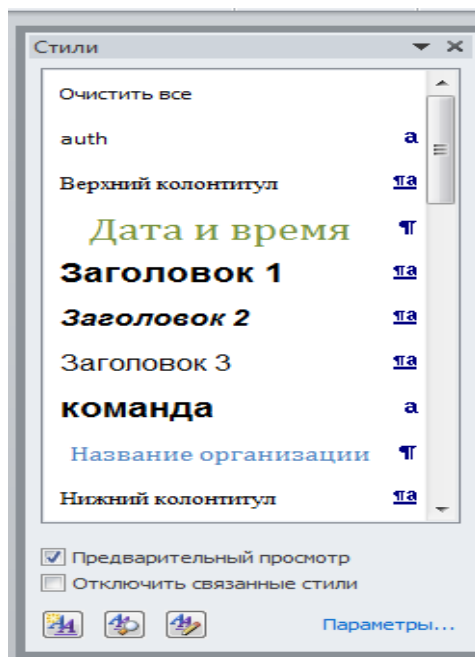 Стили
Очистить все
auth a
Верхний колонтитул ¶a
Дата и время ¶
Заголовок 1 ¶a
Заголовок 2 ¶a
Заголовок 3 ¶a
команда a
Название организации ¶
Нижний колонтитул ¶a
Предварительный просмотр
Отключить связанные стили
Параметры...